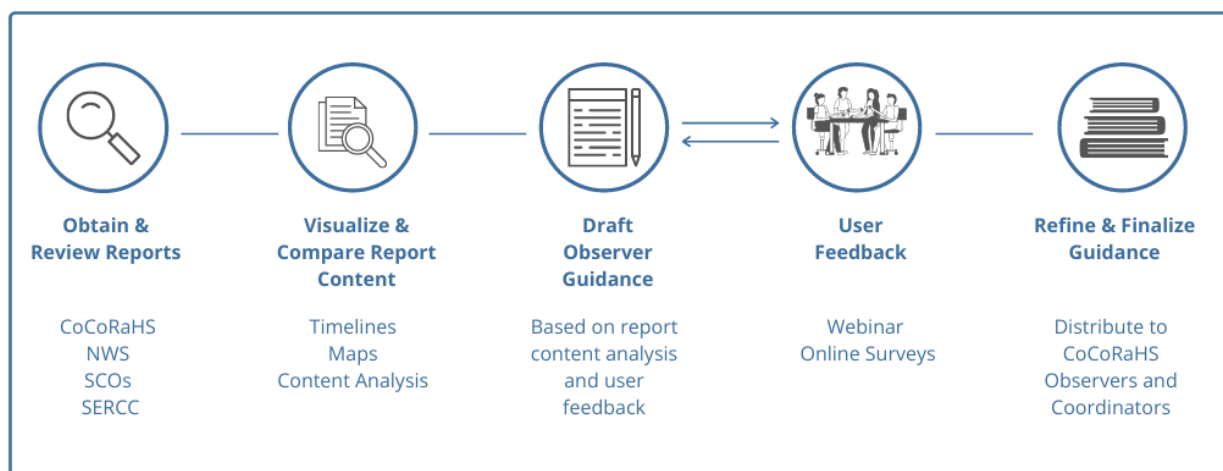 Obtain &
Review Reports
CoCoRaHS
NWS
SCOs
SERCC
Visualize &
Compare Report
Content
Timelines
Maps
Content Analysis
Draft
Observer
Guidance
Based on report
content analysis
and user
feedback
User
Feedback
Webinar
Online Surveys
Refine & Finalize
Guidance
Distribute to
CoCoRaHS
Observers and
Coordinators